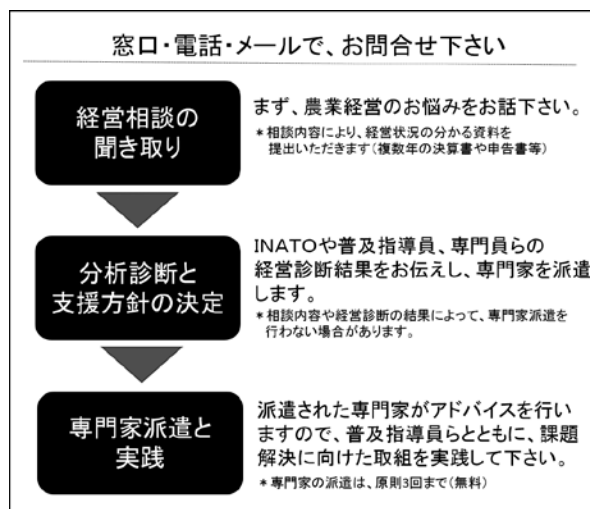 窓口・電話・メールで、お問合せ下さい
経営相談の
聞き取り
まず、農業経営のお悩みをお話下さい。
＊相談内容により、経営状況の分かる資料を
提出いただきます(複数年の決算書や申告書等)
分析診断と
支援方針の決定
INATOや普及指導員、専門員らの
経営診断結果をお伝えし、専門家を派遣
します。
＊相談内容や経営診断の結果によって、専門家派遣を
行わない場合があります。
専門家派遣と
実践
派遣された専門家がアドバイスを行い
ますので、普及指導員らとともに、課題
解決に向けた取組を実践して下さい。
＊専門家の派遣は、原則3回まで(無料)